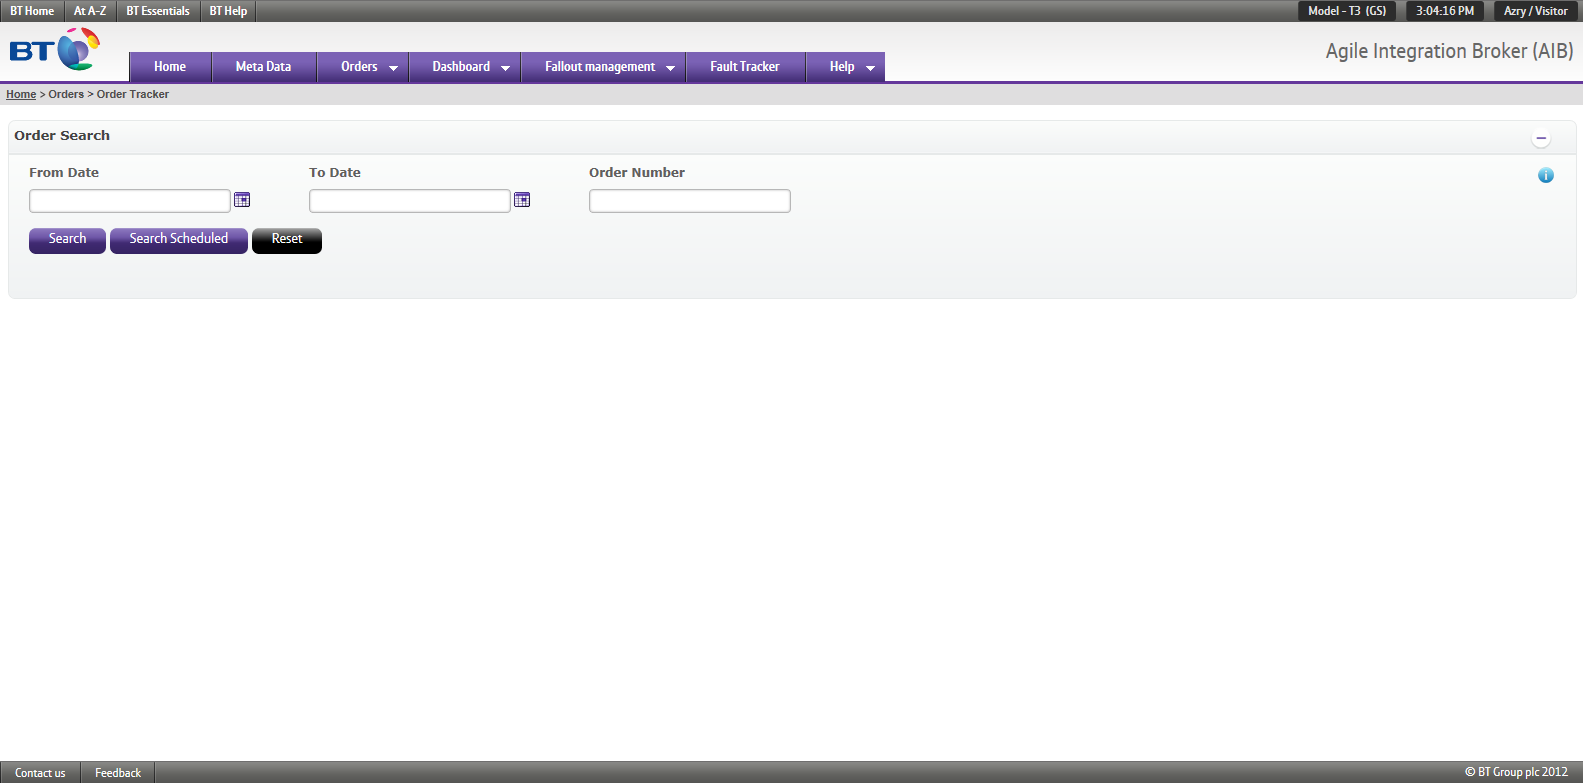 BT Home At A-Z BT Essentials BT Help Model - T3 (GS) 3:04:16 PM Azry / Visitor
BT
Agile Integration Broker (AIB)
Home Meta Data Orders Dashboard Fallout management Fault Tracker Help
Home > Orders > Order Tracker
Order Search
From Date To Date Order Number
Search Search Scheduled Reset
Contact us Feedback © BT Group plc 2012